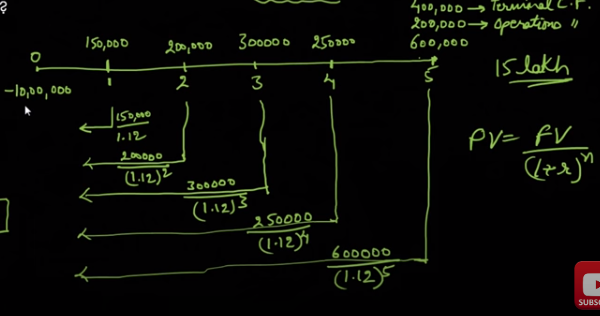 ?
400,000 → Terminal C.F.
200,000 → Operations "
150,000 200,000 300000 250000 600,000
0 1 2 3 4 5
-10,00,000
15 lakh
150,000
1.12
200000
(1.12)^2
300000
(1.12)^3
250000
(1.12)^4
600000
(1.12)^5
PV = FV
(1+r)^n
SUBSC